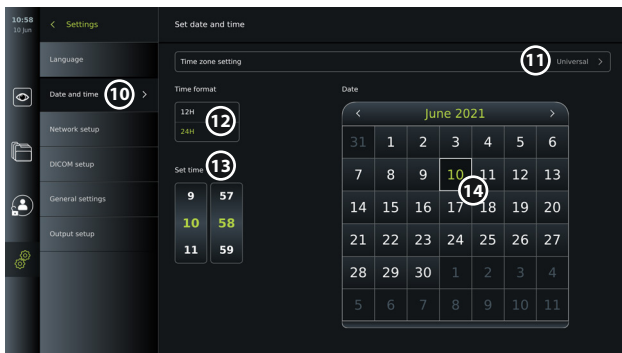 10:58
10 Jun
Settings
Set date and time
Language
Time zone setting
11
Universal
Date and time
10
Time format
Date
12H
24H
12
June 2021
Network setup
31 1 2 3 4 5 6
DICOM setup
Set time
13
7 8 9 10 11 12 13
14
General settings
9 57
14 15 16 17 18 19 20
10 58
Output setup
21 22 23 24 25 26 27
11 59
28 29 30 1 2 3 4
5 6 7 8 9 10 11